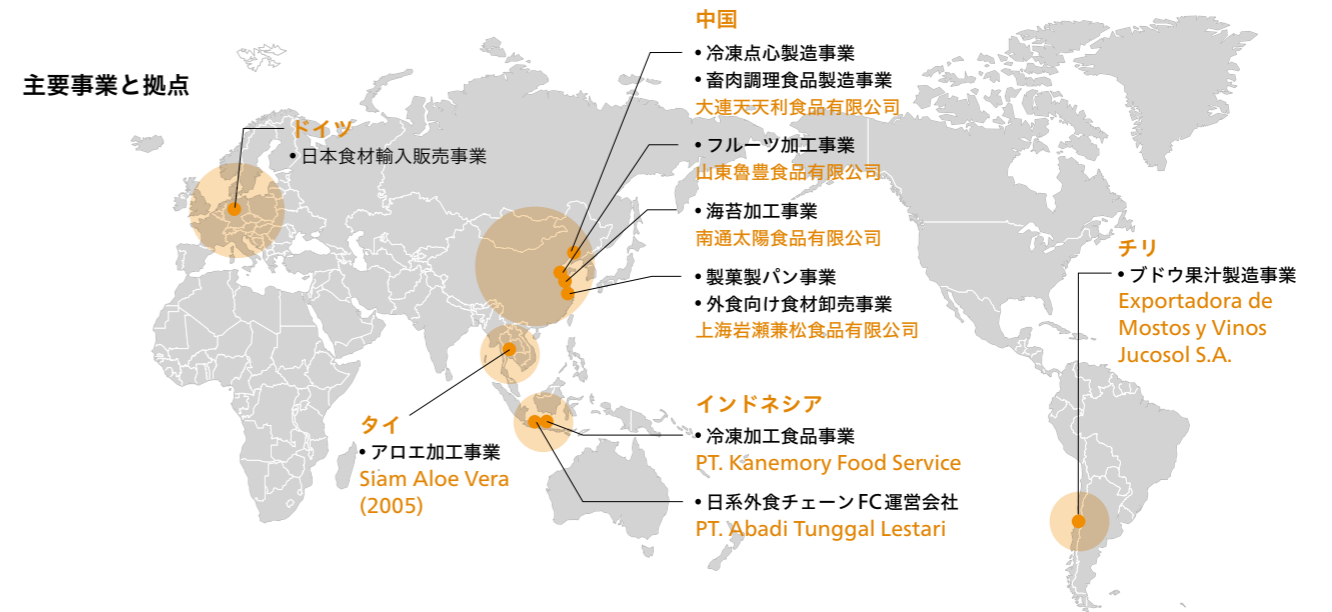 主要事業と拠点
ドイツ
•日本食材輸入販売事業
中国
•冷凍点心製造事業
•畜肉調理食品製造事業
大連天天利食品有限公司
•フルーツ加工事業
山東魯豊食品有限公司
•海苔加工事業
南通太陽食品有限公司
•製菓製パン事業
•外食向け食材卸売事業
上海岩瀬兼松食品有限公司
タイ
•アロエ加工事業
Siam Aloe Vera
(2005)
インドネシア
•冷凍加工食品事業
PT. Kanemory Food Service
•日系外食チェーンFC運営会社
PT. Abadi Tunggal Lestari
チリ
•ブドウ果汁製造事業
Exportadora de
Mostos y Vinos
Jucosol S.A.